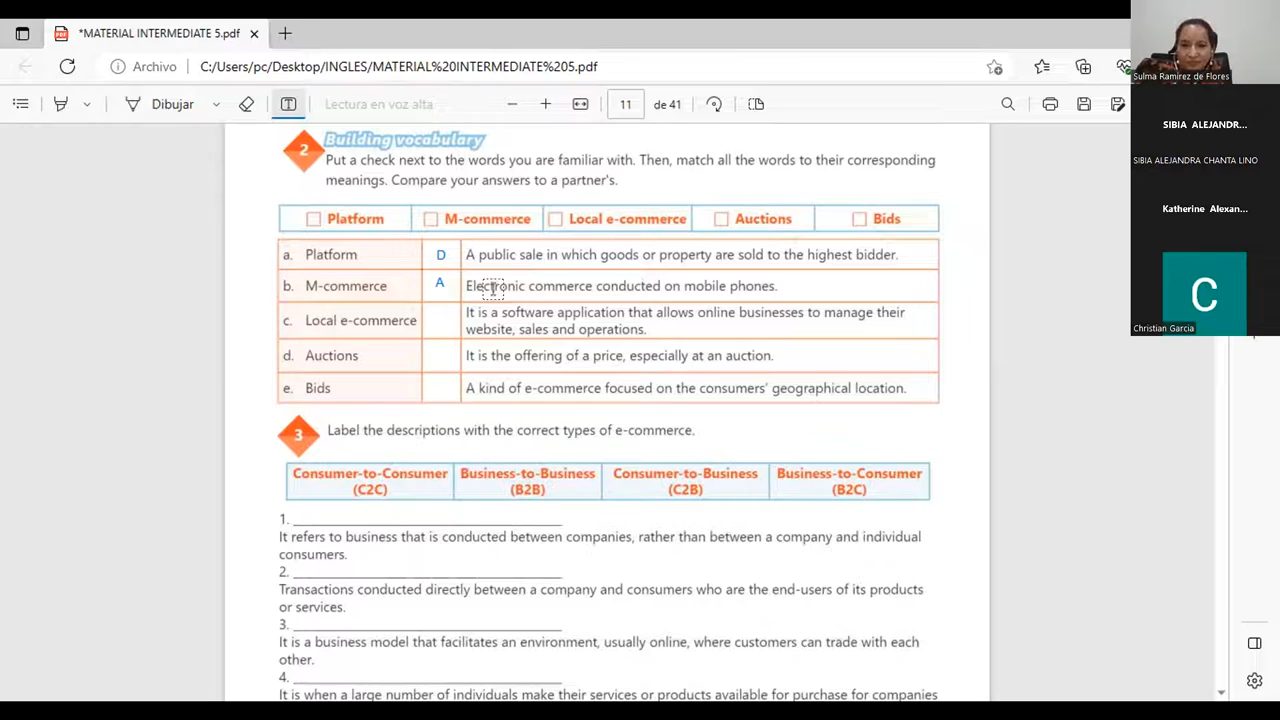 *MATERIAL INTERMEDIATE 5.pdf
Archivo
C:/Users/pc/Desktop/INGLES/MATERIAL%20INTERMEDIATE%205.pdf
Dibujar
Lectura en voz alta
11
de 41
2
Building vocabulary
Put a check next to the words you are familiar with. Then, match all the words to their corresponding
meanings. Compare your answers to a partner's.
Platform
M-commerce
Local e-commerce
Auctions
Bids
a. Platform D A public sale in which goods or property are sold to the highest bidder.
b. M-commerce A Electronic commerce conducted on mobile phones.
c. Local e-commerce It is a software application that allows online businesses to manage their
website, sales and operations.
d. Auctions It is the offering of a price, especially at an auction.
e. Bids A kind of e-commerce focused on the consumers' geographical location.
3
Label the descriptions with the correct types of e-commerce.
Consumer-to-Consumer
(C2C)
Business-to-Business
(B2B)
Consumer-to-Business
(C2B)
Business-to-Consumer
(B2C)
1.
It refers to business that is conducted between companies, rather than between a company and individual
consumers.
2.
Transactions conducted directly between a company and consumers who are the end-users of its products
or services.
3.
It is a business model that facilitates an environment, usually online, where customers can trade with each
other.
4.
It is when a large number of individuals make their services or products available for purchase for companies
Sulma Ramirez de Flores
SIBIA ALEJANDR...
SIBIA ALEJANDRA CHANTA LINO
Katherine Alexan...
C
Christian Garcia